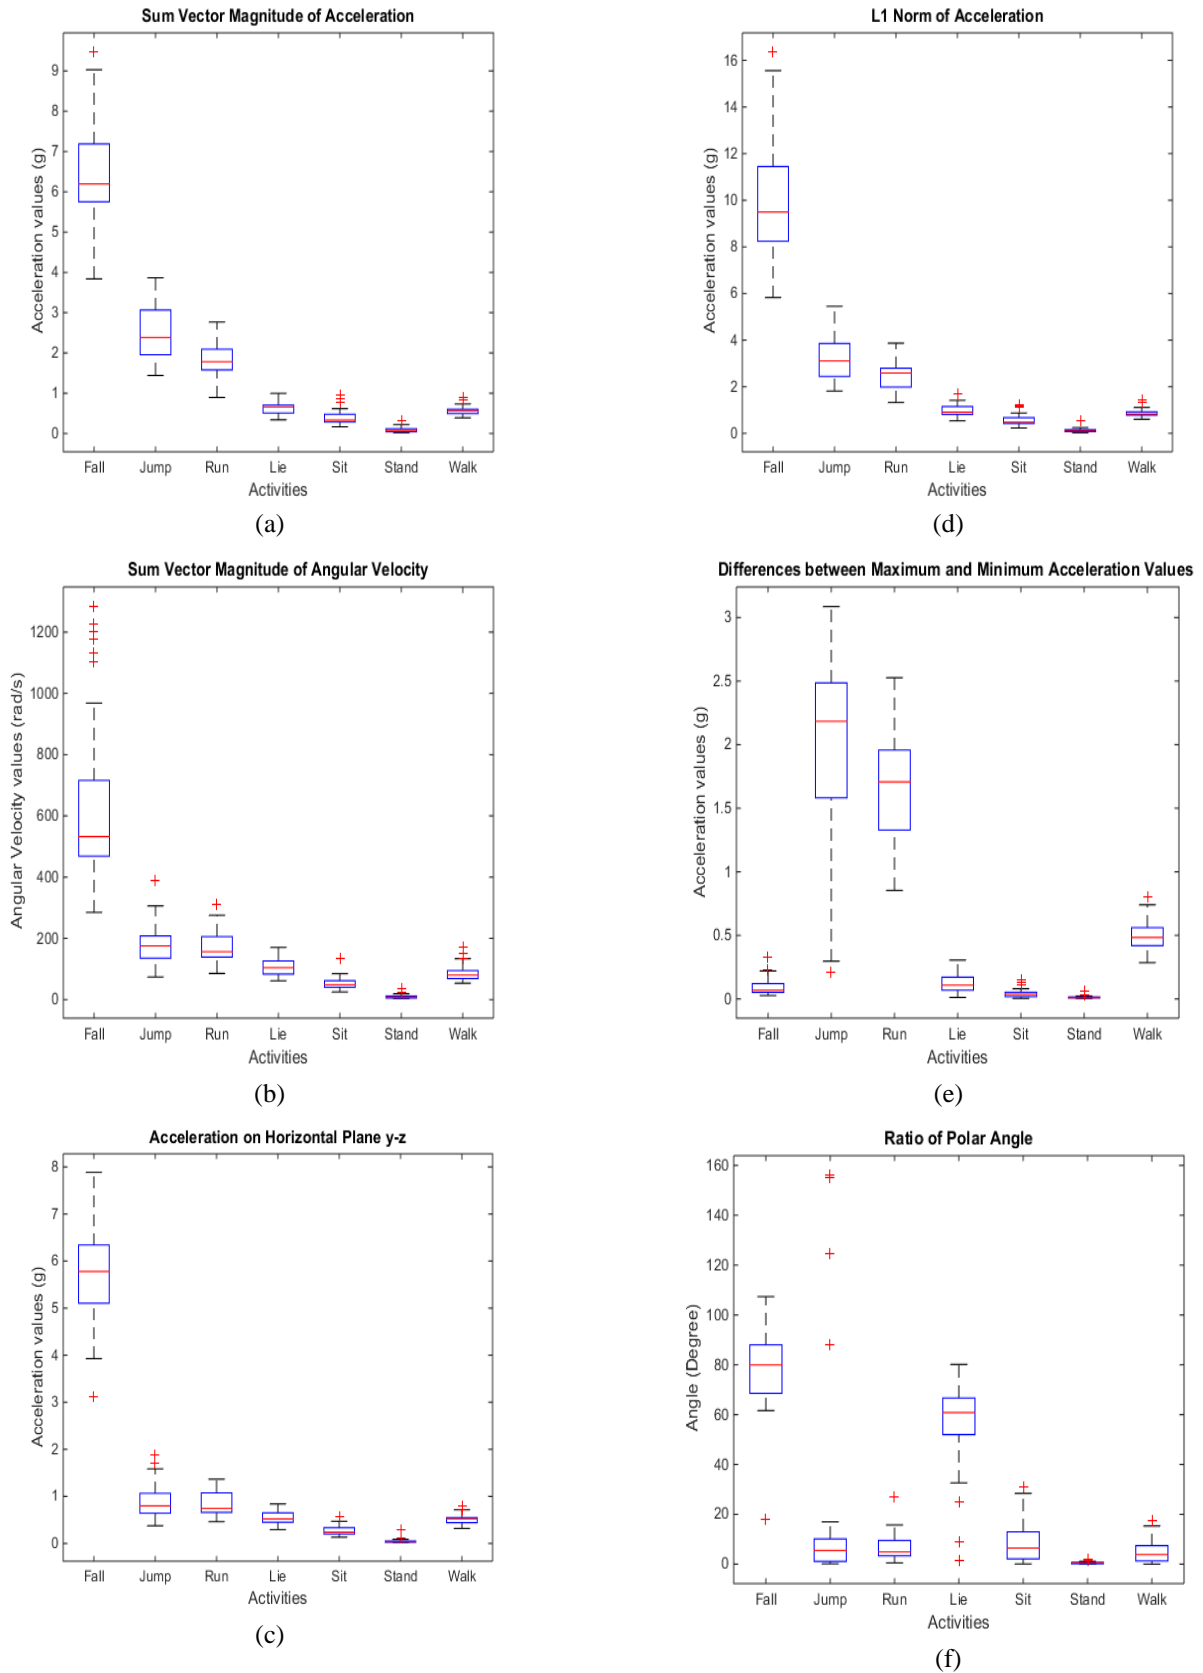 Sum Vector Magnitude of Acceleration
Acceleration values (g)
9
8
7
6
5
4
3
2
1
0
Fall Jump Run Lie Sit Stand Walk
Activities
(a)
L1 Norm of Acceleration
Acceleration values (g)
16
14
12
10
8
6
4
2
0
Fall Jump Run Lie Sit Stand Walk
Activities
(d)
Sum Vector Magnitude of Angular Velocity
Angular Velocity values (rad/s)
1200
1000
800
600
400
200
0
Fall Jump Run Lie Sit Stand Walk
Activities
(b)
Differences between Maximum and Minimum Acceleration Values
Acceleration values (g)
3
2.5
2
1.5
1
0.5
0
Fall Jump Run Lie Sit Stand Walk
Activities
(e)
Acceleration on Horizontal Plane y-z
Acceleration values (g)
8
7
6
5
4
3
2
1
0
Fall Jump Run Lie Sit Stand Walk
Activities
(c)
Ratio of Polar Angle
Angle (Degree)
160
140
120
100
80
60
40
20
0
Fall Jump Run Lie Sit Stand Walk
Activities
(f)